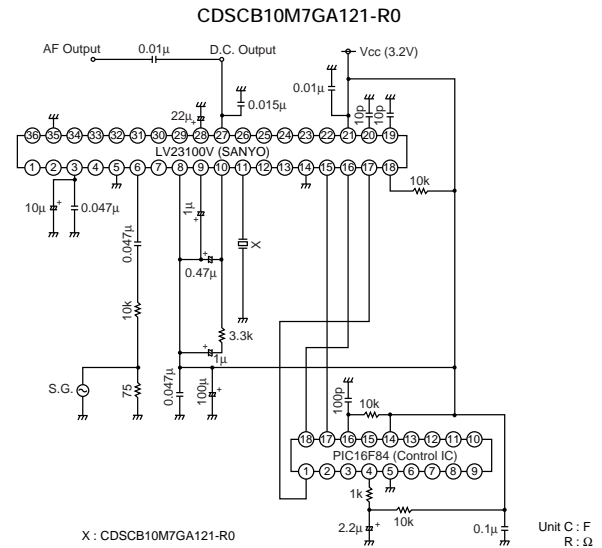 CDSCB10M7GA121-R0
AF Output
0.01µ
D.C. Output
Vcc (3.2V)
0.01µ
0.015µ
22µ
+
10p
10p
36 35 34 33 32 31 30 29 28 27 26 25 24 23 22 21 20 19
LV23100V (SANYO)
1 2 3 4 5 6 7 8 9 10 11 12 13 14 15 16 17 18
10k
10µ
+
0.047µ
0.047µ
1µ
+
X
+
0.47µ
10k
3.3k
+
1µ
S.G.
75
0.047µ
100µ
+
100p
10k
18 17 16 15 14 13 12 11 10
PIC16F84 (Control IC)
1 2 3 4 5 6 7 8 9
1k
10k
2.2µ
+
0.1µ
X : CDSCB10M7GA121-R0
Unit C : F
R : Ω